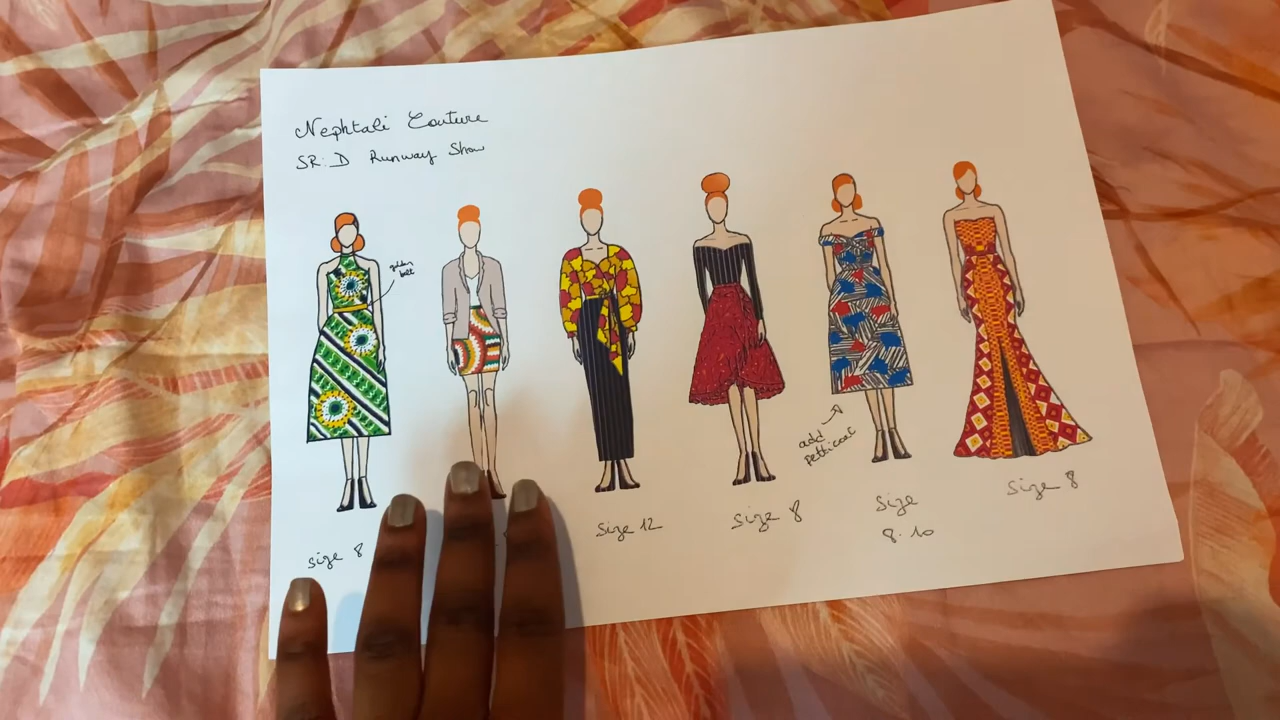 Nephtali Couture
SR:D Runway Show
golden
belt
add
petticoat
size 8
Size 12
Size 8
Size
8.10
Size 8